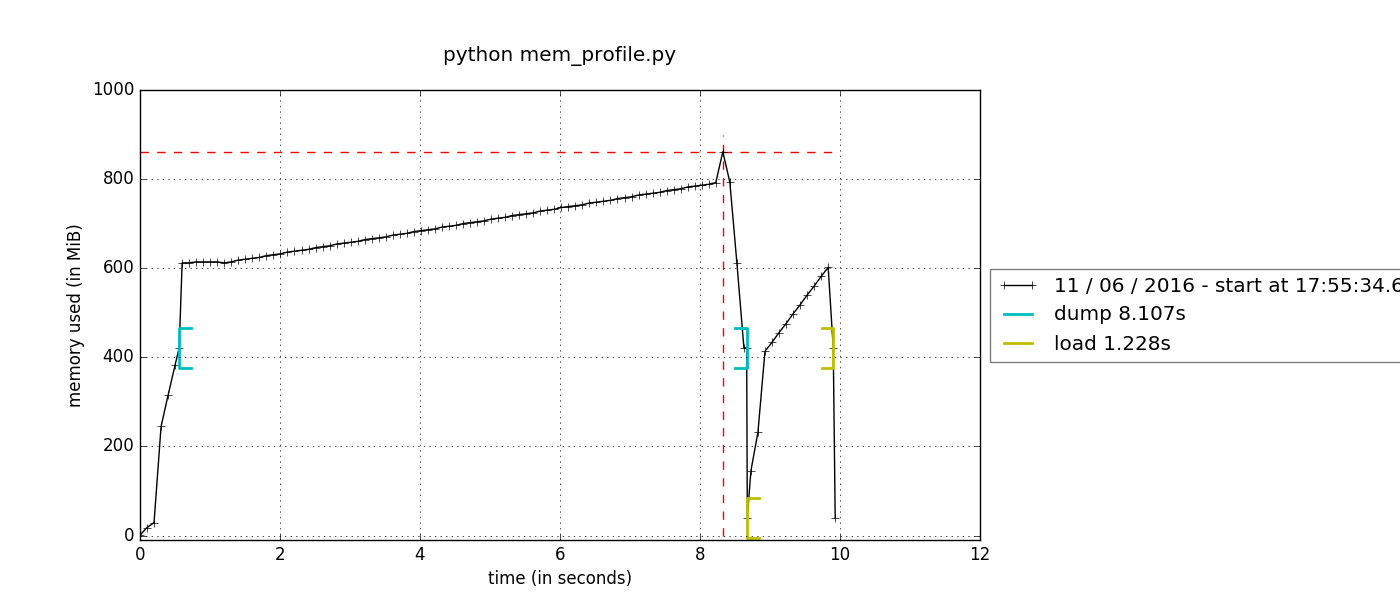 python mem_profile.py
1000
800
600
400
200
0
memory used (in MiB)
0 2 4 6 8 10 12
time (in seconds)
11 / 06 / 2016 - start at 17:55:34.6
dump 8.107s
load 1.228s